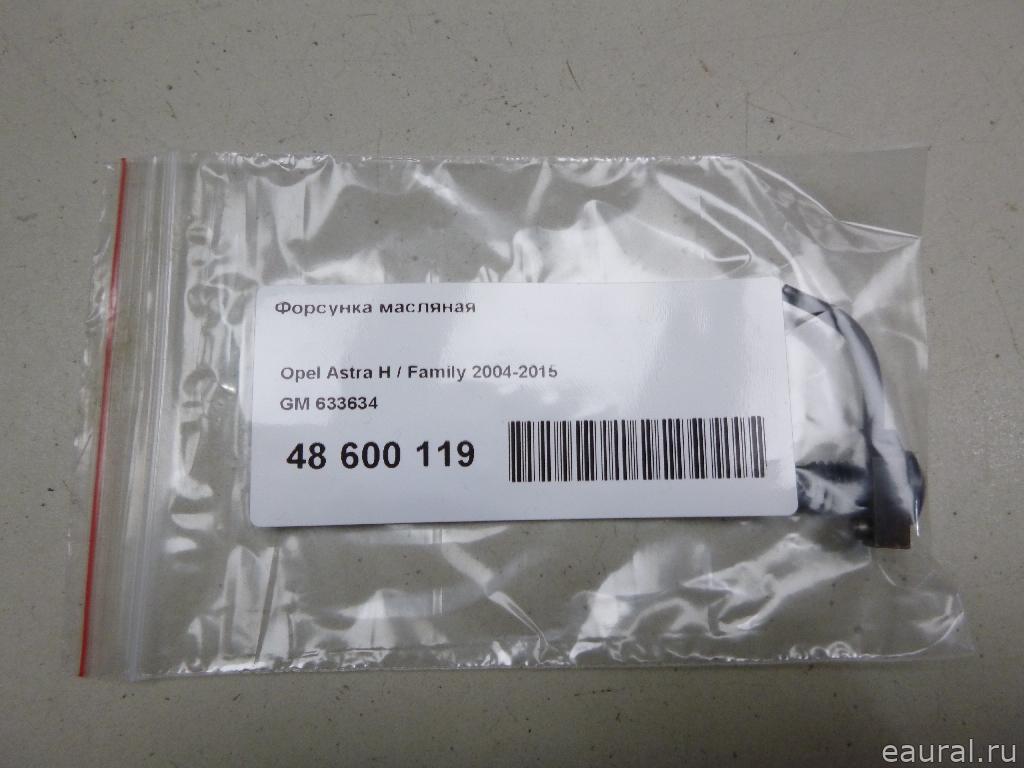 Форсунка масляная
Opel Astra H / Family 2004-2015
GM 633634
48 600 119
eaural.ru